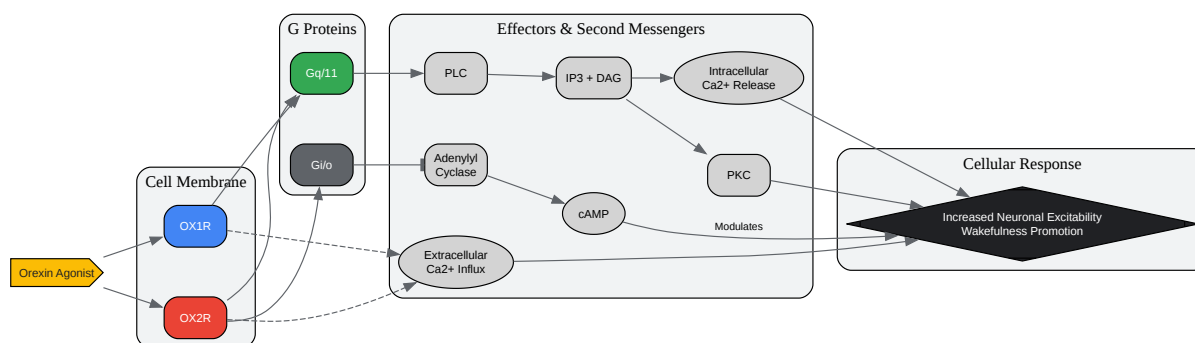 G Proteins
Effectors & Second Messengers
Gq/11
PLC
IP3 + DAG
Intracellular
Ca2+ Release
Gi/o
Adenylyl
Cyclase
PKC
Cell Membrane
Cellular Response
OX1R
cAMP
Modulates
Increased Neuronal Excitability
Wakefulness Promotion
Orexin Agonist
Extracellular
Ca2+ Influx
OX2R